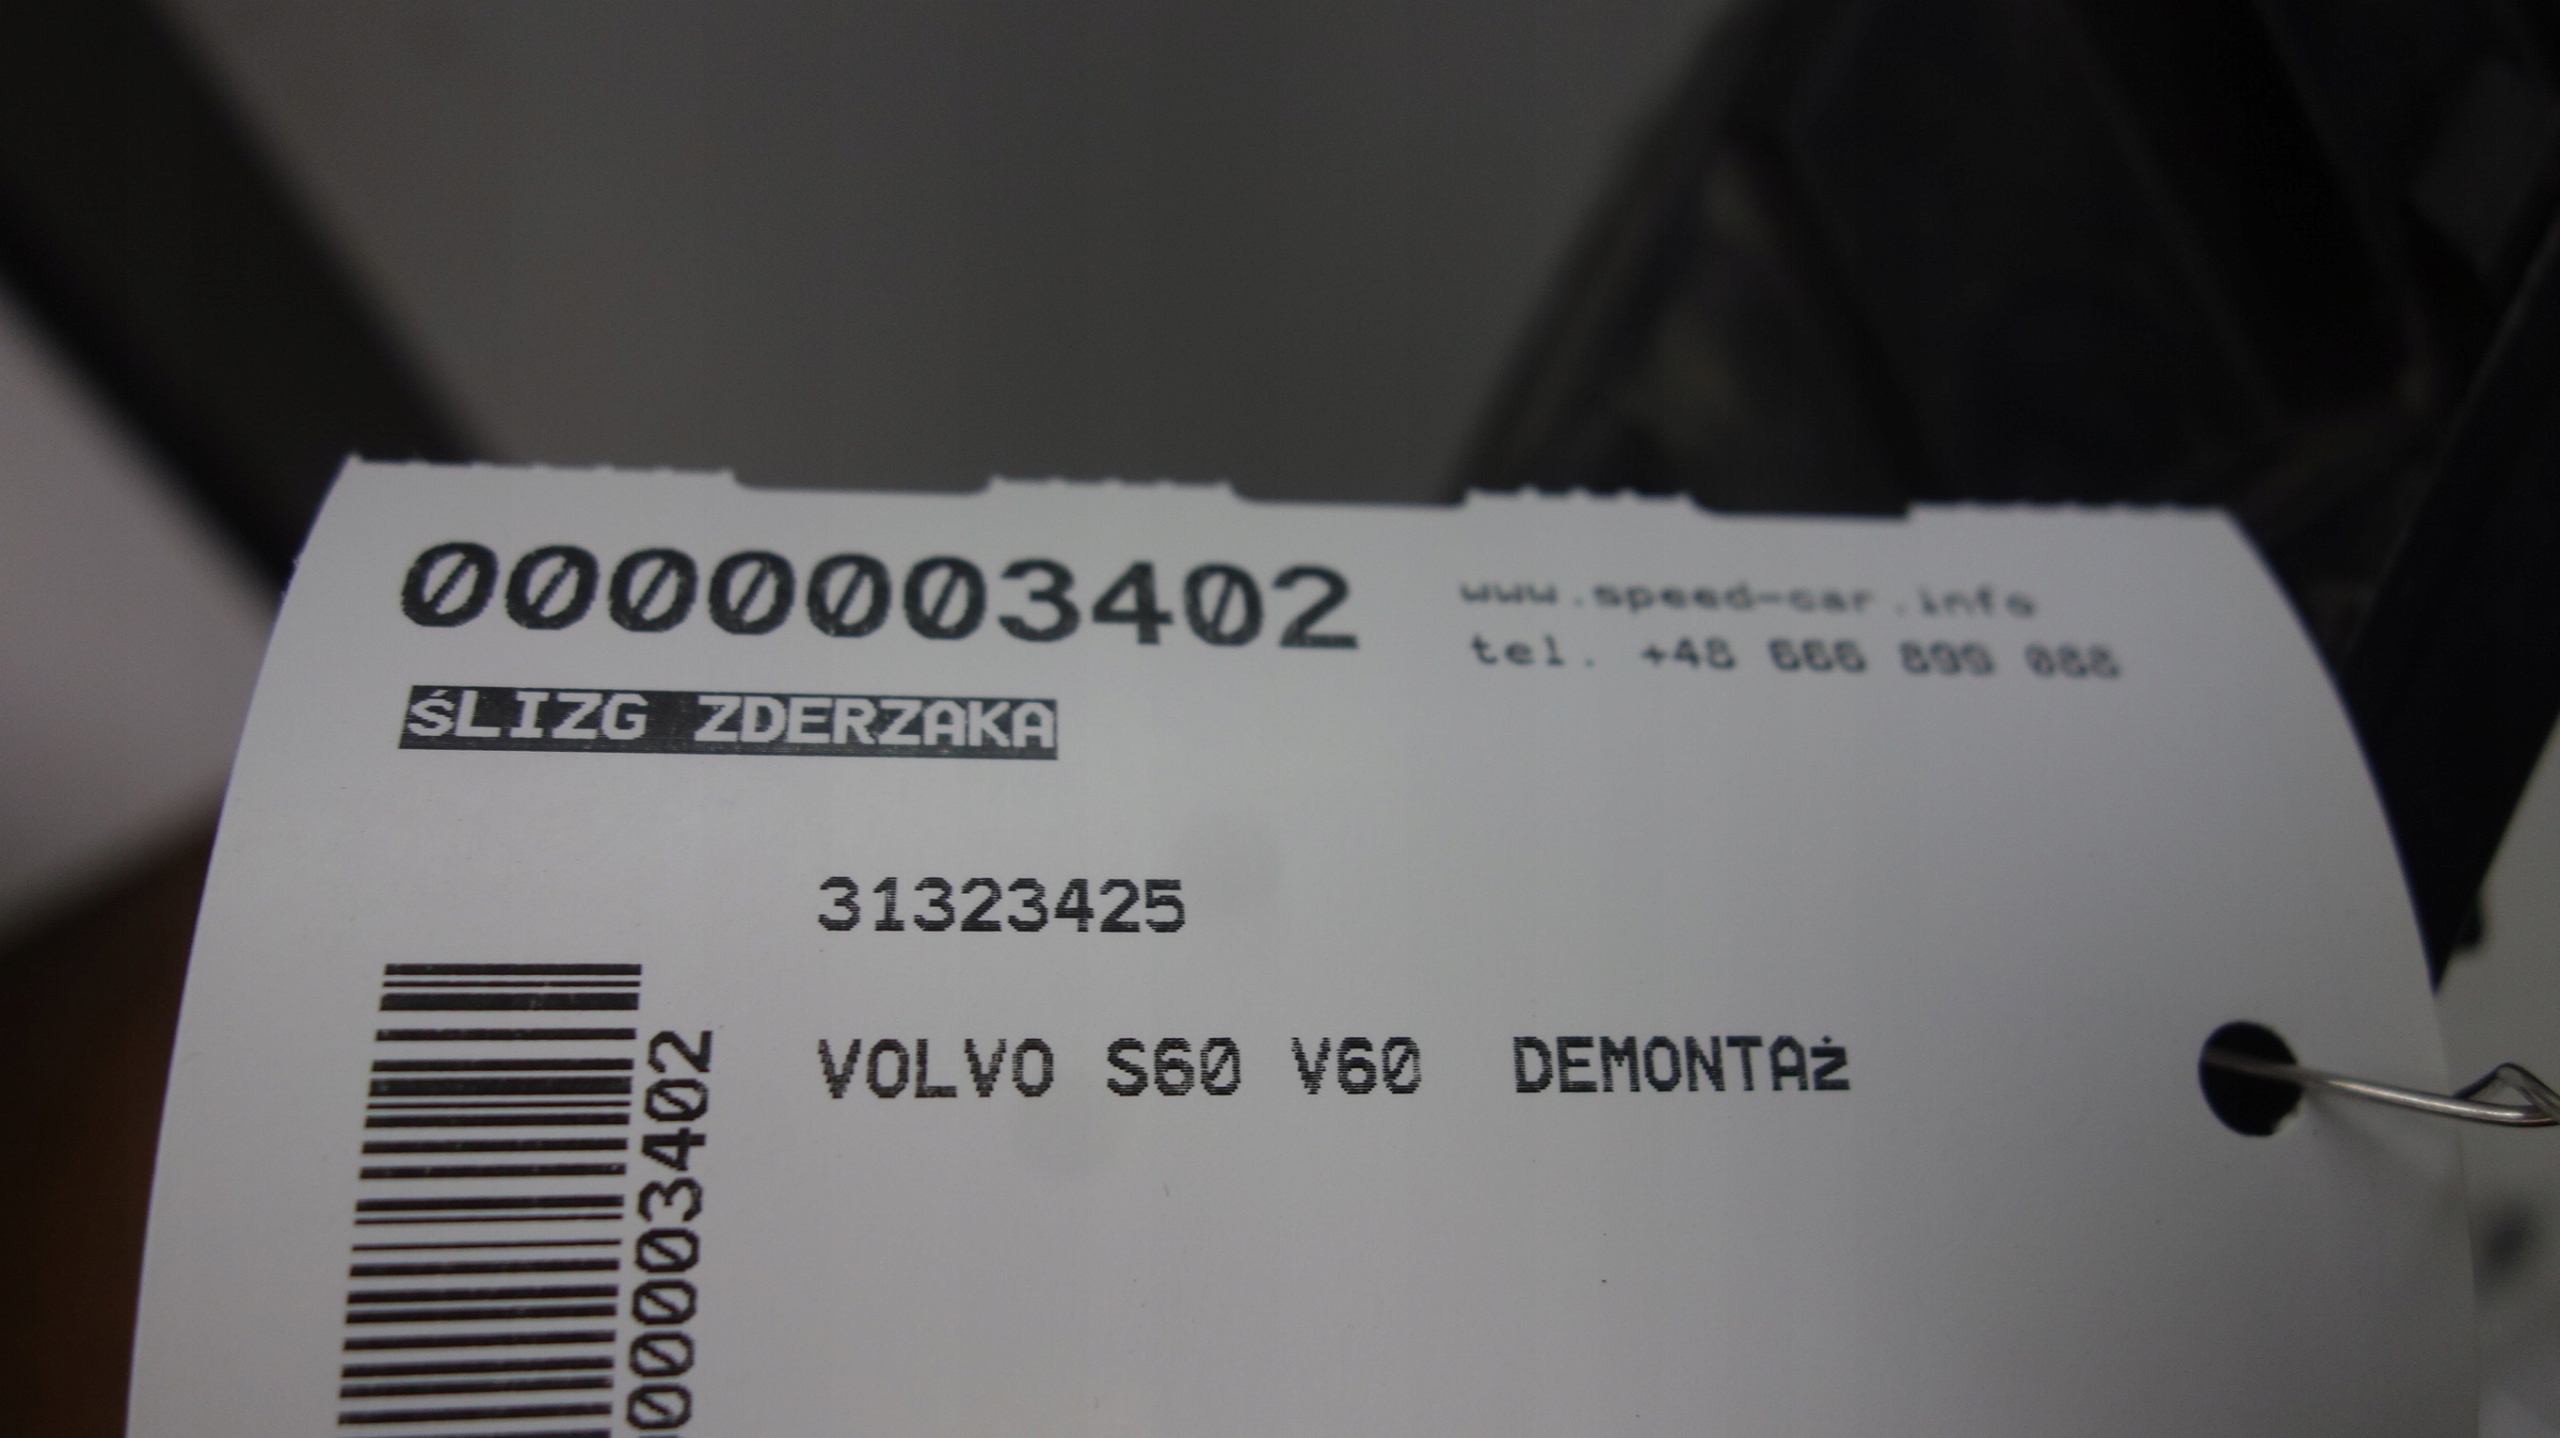 0000003402
www.speed-car.info
tel. +48 666 899 088
ŚLIZG ZDERZAKA
31323425
VOLVO S60 V60 DEMONTAż
0000003402